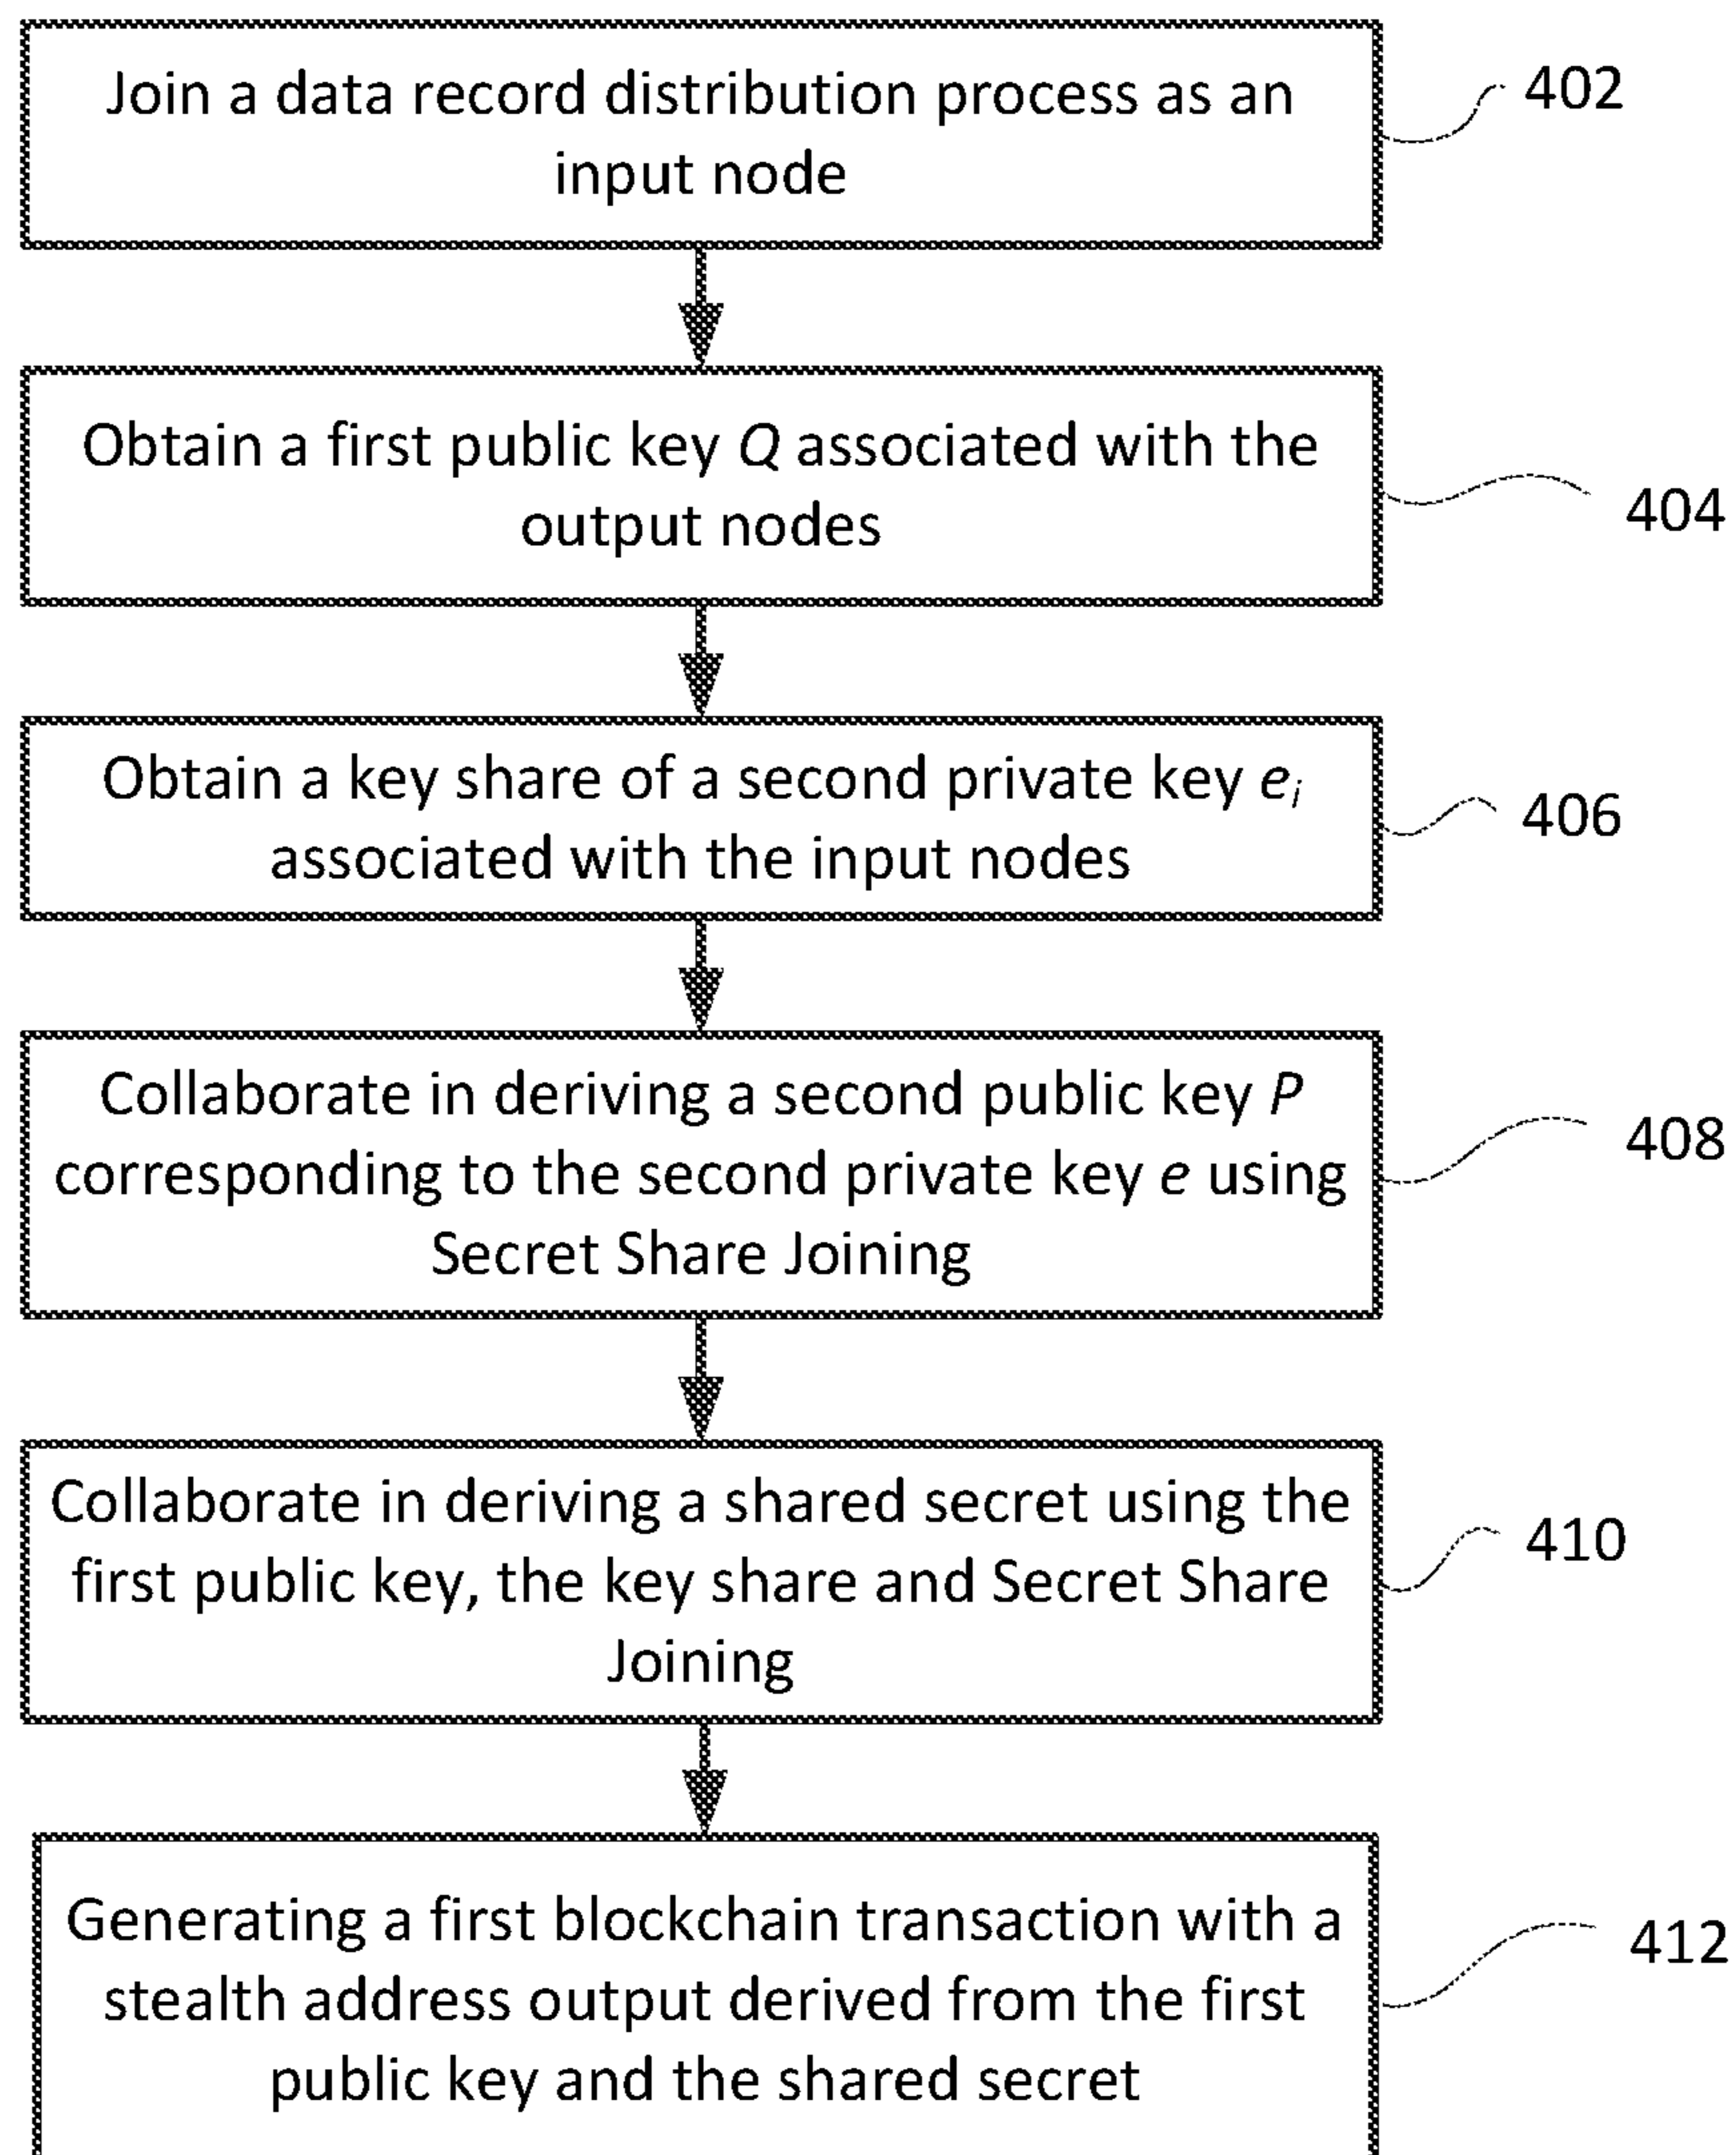 Join a data record distribution process as an
input node
402
Obtain a first public key Q associated with the
output nodes
404
Obtain a key share of a second private key eᵢ
associated with the input nodes
406
Collaborate in deriving a second public key P
corresponding to the second private key e using
Secret Share Joining
408
Collaborate in deriving a shared secret using the
first public key, the key share and Secret Share
Joining
410
Generating a first blockchain transaction with a
stealth address output derived from the first
public key and the shared secret
412